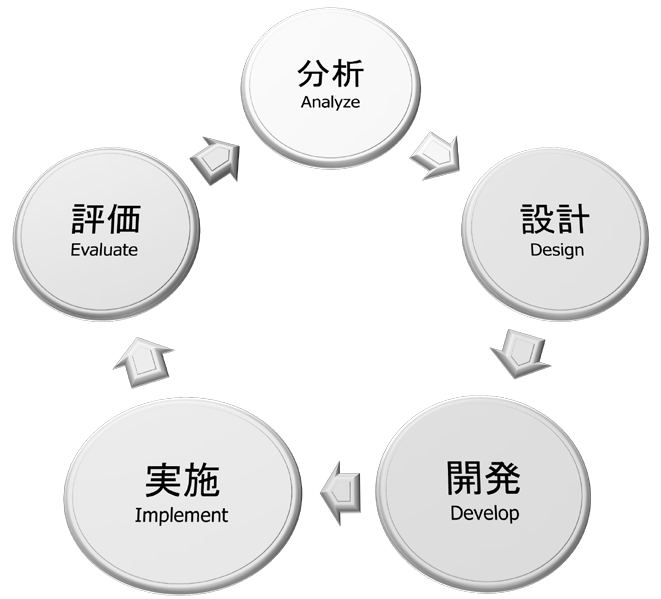 分析
Analyze
設計
Design
開発
Develop
実施
Implement
評価
Evaluate